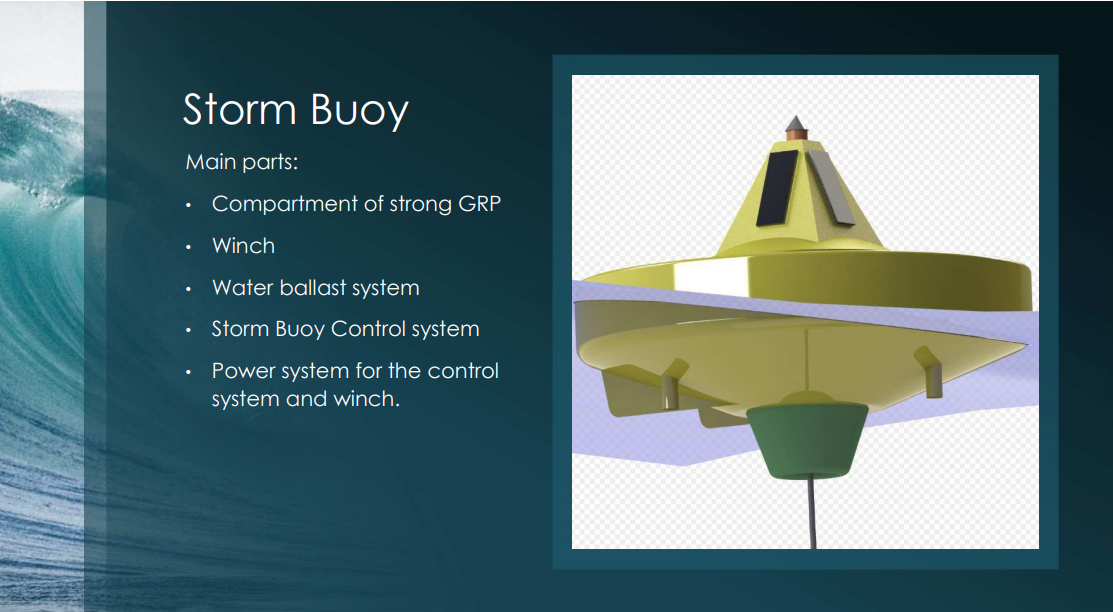 Storm Buoy
Main parts:
• Compartment of strong GRP
• Winch
• Water ballast system
• Storm Buoy Control system
• Power system for the control
system and winch.